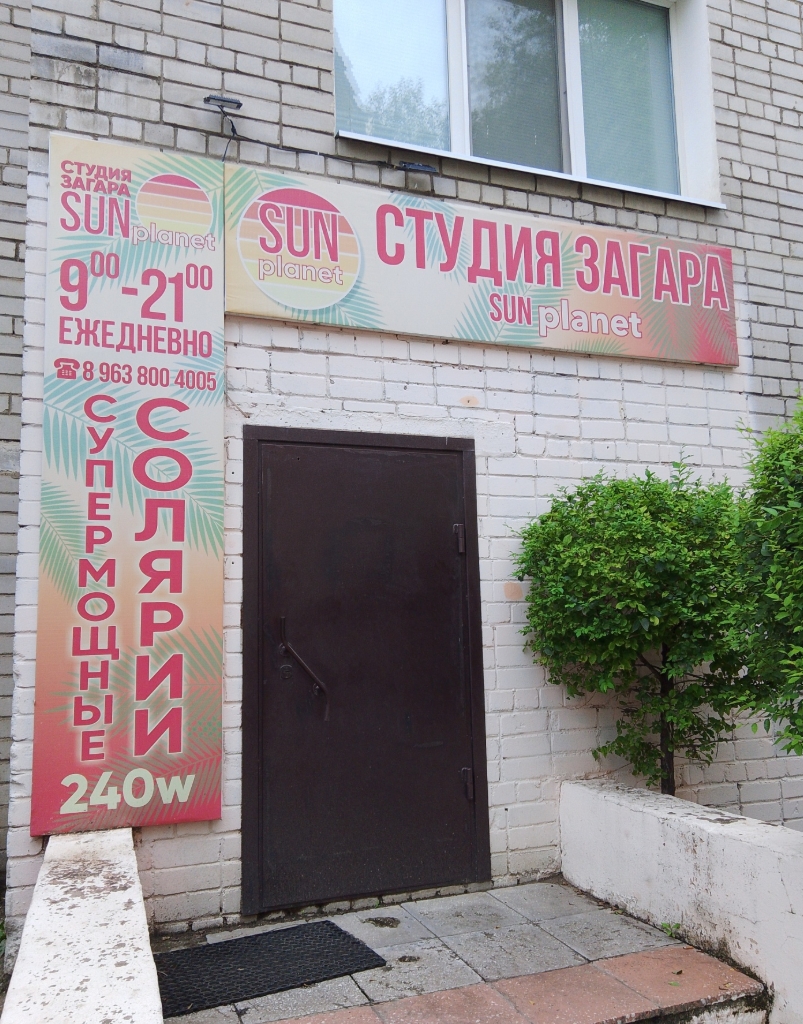 СТУДИЯ
ЗАГАРА
SUN
planet
9⁰⁰-21⁰⁰
ЕЖЕДНЕВНО
☎8 963 800 4005
СУПЕРМОЩНЫЕ
СОЛЯРИИ
240w
SUN
planet
СТУДИЯ ЗАГАРА
SUN planet